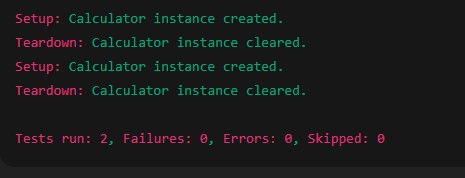 Setup: Calculator instance created.
Teardown: Calculator instance cleared.
Setup: Calculator instance created.
Teardown: Calculator instance cleared.
Tests run: 2, Failures: 0, Errors: 0, Skipped: 0